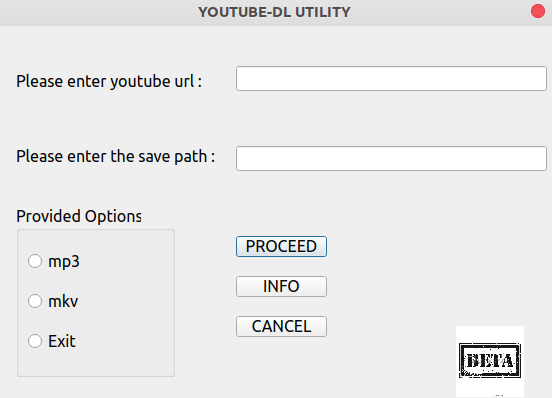 YOUTUBE-DL UTILITY
Please enter youtube url :
Please enter the save path :
Provided Options
mp3
mkv
Exit
PROCEED
INFO
CANCEL
BETA